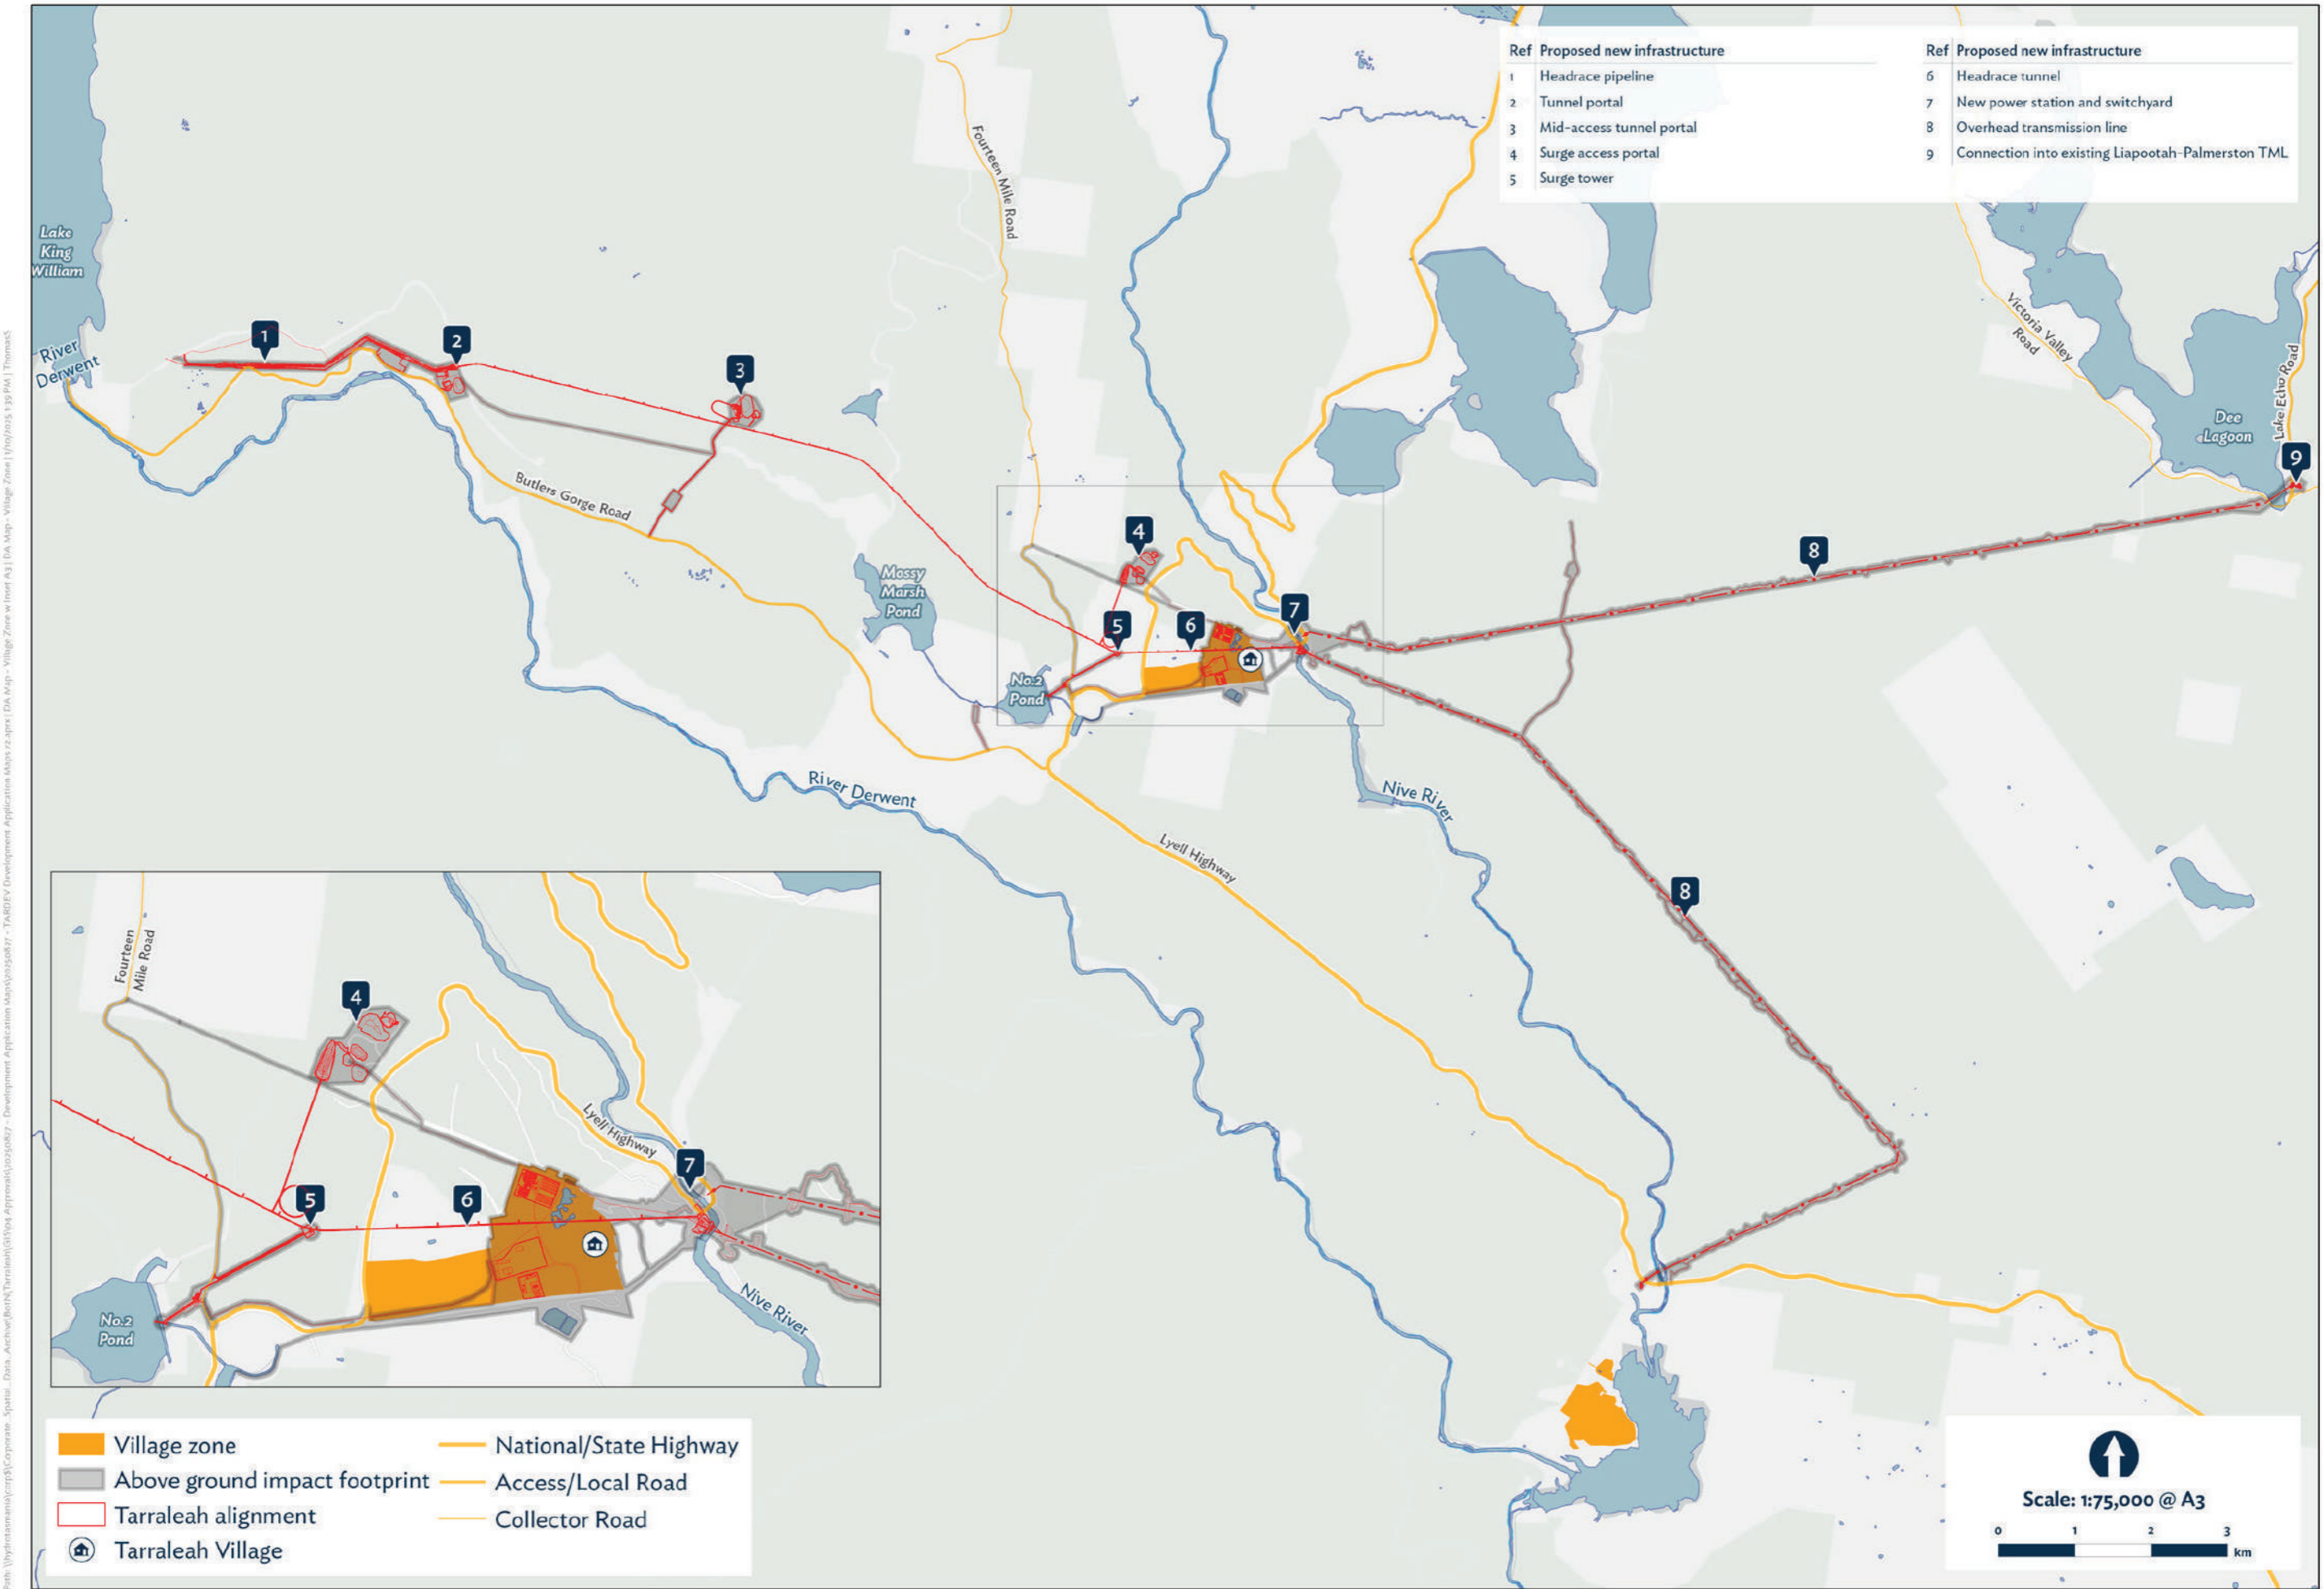 Ref Proposed new infrastructure
1 Headrace pipeline
2 Tunnel portal
3 Mid-access tunnel portal
4 Surge access portal
5 Surge tower
Ref Proposed new infrastructure
6 Headrace tunnel
7 New power station and switchyard
8 Overhead transmission line
9 Connection into existing Liapootah-Palmerston TML
Lake
King
William
River
Derwent
1
2
3
Fourteen Mile Road
Butlers Gorge Road
Mossy
Marsh
Pond
No.2
Pond
4
5
6
7
8
Victoria Valley
Road
Lake Echo Road
Dee
Lagoon
9
River Derwent
Nive River
Lyell Highway
8
Fourteen
Mile Road
4
5
6
7
Lyell Highway
Nive River
No.2
Pond
Village zone
Above ground impact footprint
Tarraleah alignment
Tarraleah Village
National/State Highway
Access/Local Road
Collector Road
Scale: 1:75,000 @ A3
0 1 2 3
km